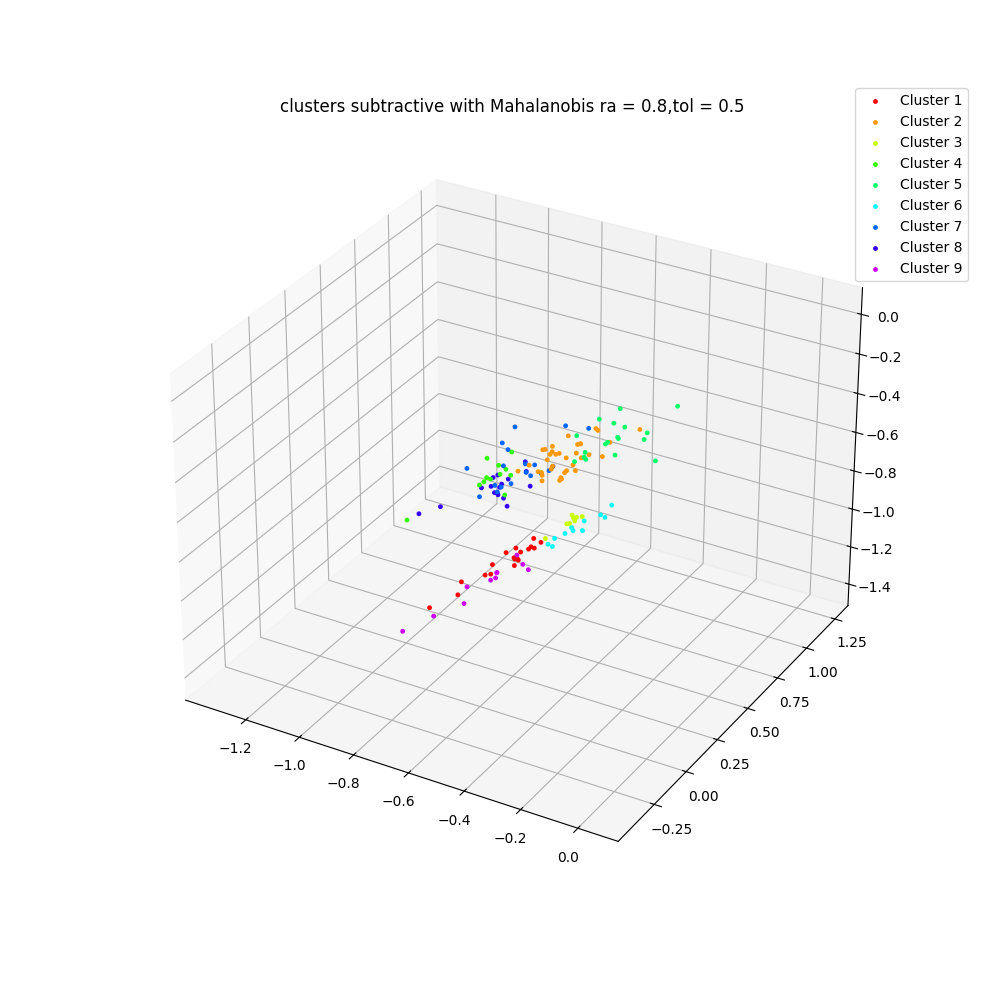 clusters subtractive with Mahalanobis ra = 0.8,tol = 0.5
Cluster 1
Cluster 2
Cluster 3
Cluster 4
Cluster 5
Cluster 6
Cluster 7
Cluster 8
Cluster 9
0.0
−0.2
−0.4
−0.6
−0.8
−1.0
−1.2
−1.4
1.25
1.00
0.75
0.50
0.25
0.00
−0.25
−1.2
−1.0
−0.8
−0.6
−0.4
−0.2
0.0